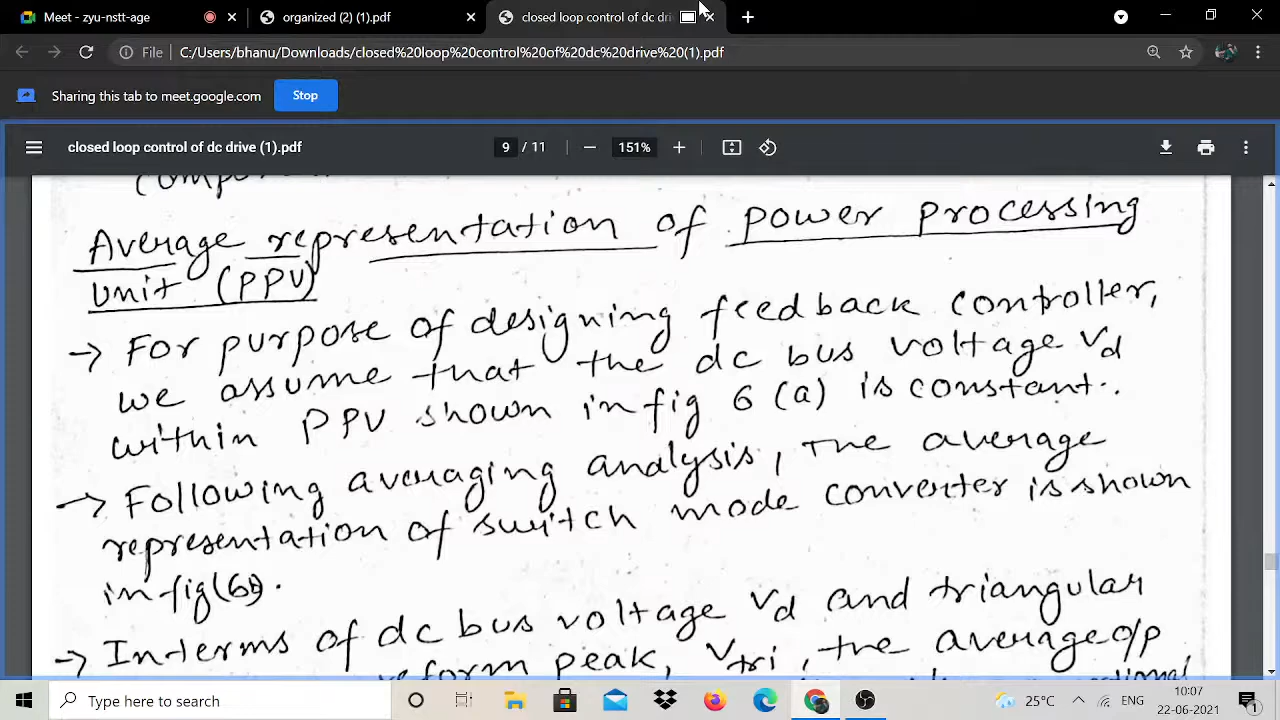 Meet - zyu-nstt-age
organized (2) (1).pdf
closed loop control of dc dri
File C:/Users/bhanu/Downloads/closed%20loop%20control%20of%20dc%20drive%20(1).pdf
Sharing this tab to meet.google.com Stop
closed loop control of dc drive (1).pdf 9 / 11 151%
Average representation of power processing
unit (PPU)
→ For purpose of designing feedback controller,
we assume that the dc bus voltage Vd
within PPU shown in fig 6 (a) is constant.
→ Following averaging analysis, the average
representation of switch mode converter is shown
in fig(6b).
→ Interms of dc bus voltage Vd and triangular
peak, Vtri, the average o/p
Type here to search
25°C ENG 10:07
22-06-2021